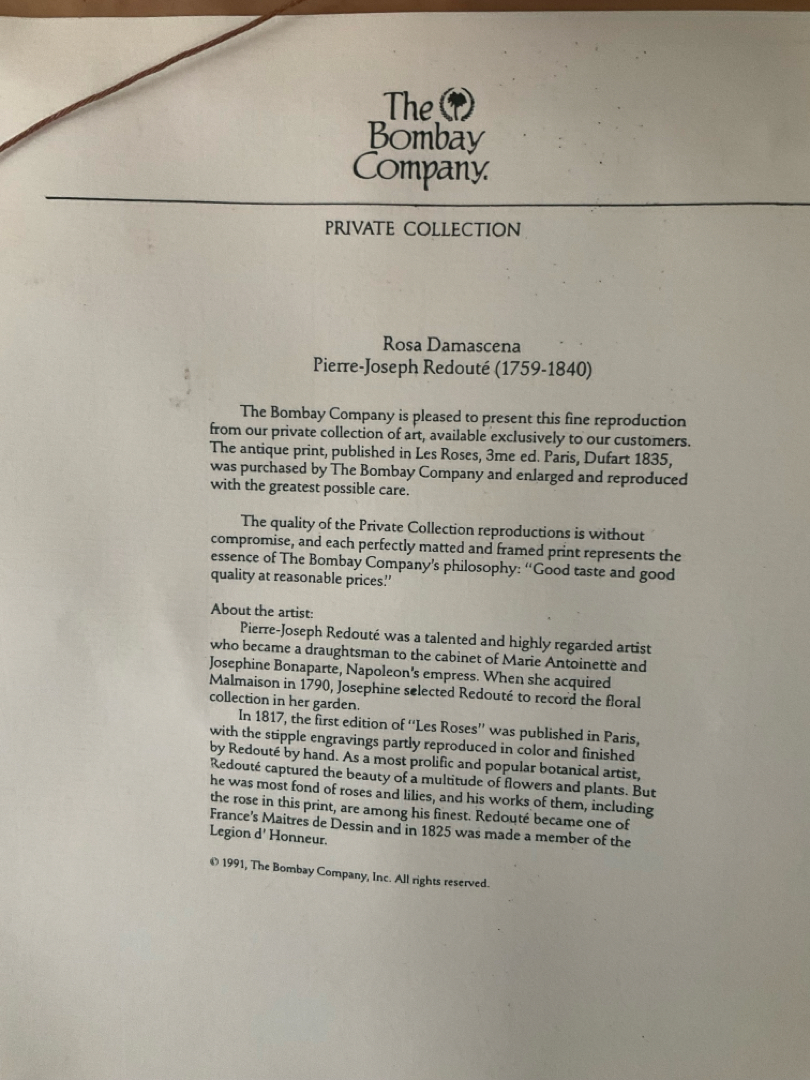 The
Bombay
Company.
PRIVATE COLLECTION
Rosa Damascena
Pierre-Joseph Redouté (1759-1840)
The Bombay Company is pleased to present this fine reproduction
from our private collection of art, available exclusively to our customers.
The antique print, published in Les Roses, 3me ed. Paris, Dufart 1835,
was purchased by The Bombay Company and enlarged and reproduced
with the greatest possible care.
The quality of the Private Collection reproductions is without
compromise, and each perfectly matted and framed print represents the
essence of The Bombay Company's philosophy: "Good taste and good
quality at reasonable prices."
About the artist:
Pierre-Joseph Redouté was a talented and highly regarded artist
who became a draughtsman to the cabinet of Marie Antoinette and
Josephine Bonaparte, Napoleon's empress. When she acquired
Malmaison in 1790, Josephine selected Redouté to record the floral
collection in her garden.
In 1817, the first edition of "Les Roses" was published in Paris,
with the stipple engravings partly reproduced in color and finished
by Redouté by hand. As a most prolific and popular botanical artist,
Redouté captured the beauty of a multitude of flowers and plants. But
he was most fond of roses and lilies, and his works of them, including
the rose in this print, are among his finest. Redouté became one of
France's Maitres de Dessin and in 1825 was made a member of the
Legion d' Honneur.
© 1991, The Bombay Company, Inc. All rights reserved.